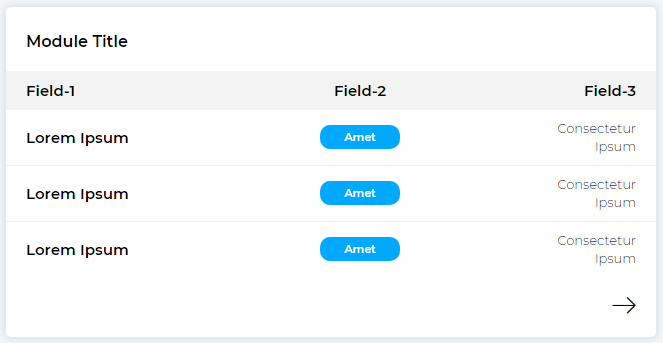 Module Title
Field-1 Field-2 Field-3
Lorem Ipsum Amet Consectetur
Ipsum
Lorem Ipsum Amet Consectetur
Ipsum
Lorem Ipsum Amet Consectetur
Ipsum